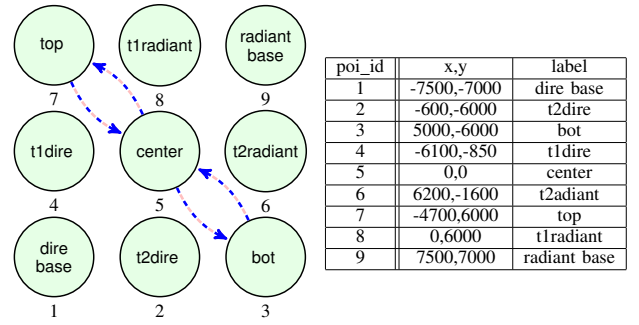 top
t1radiant
radiant
base
7
8
9
t1dire
center
t2radiant
4
5
6
dire
base
t2dire
bot
1
2
3
poi_id x,y label
1 -7500,-7000 dire base
2 -600,-6000 t2dire
3 5000,-6000 bot
4 -6100,-850 t1dire
5 0,0 center
6 6200,-1600 t2adiant
7 -4700,6000 top
8 0,6000 t1radiant
9 7500,7000 radiant base